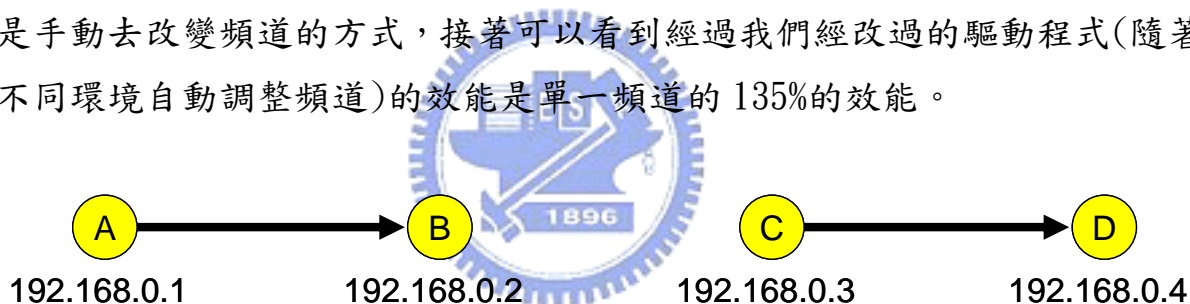 是手動去改變頻道的方式，接著可以看到經過我們經改過的驅動程式(隨著
不同環境自動調整頻道)的效能是單一頻道的 135%的效能。
A B C D
1896
192.168.0.1 192.168.0.2 192.168.0.3 192.168.0.4